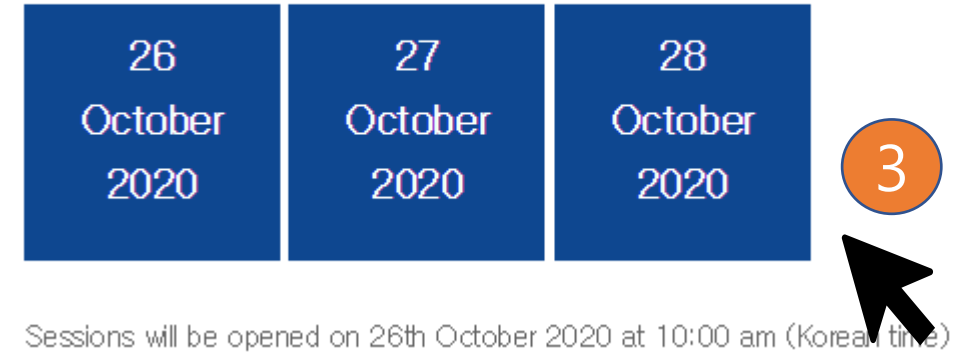 26
October
2020
27
October
2020
28
October
2020
3
Sessions will be opened on 26th October 2020 at 10:00 am (Korean time)